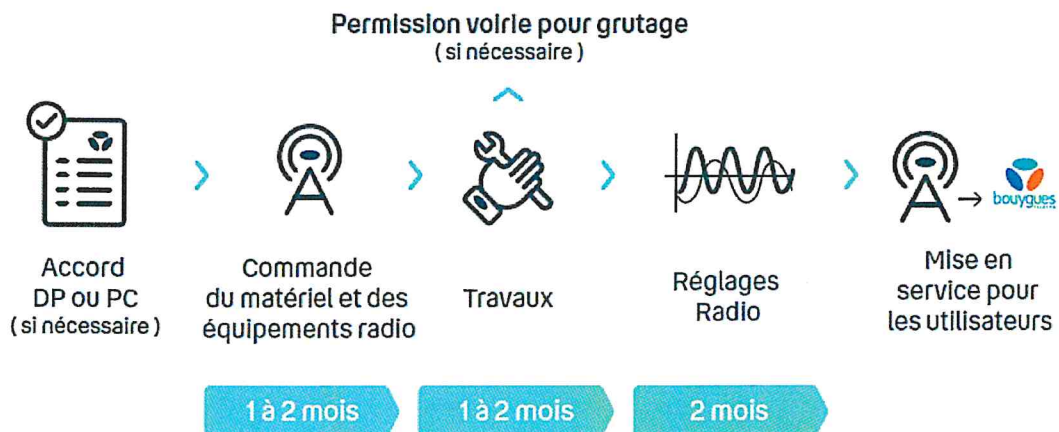 Permission voirie pour grutage
( si nécessaire )
Accord
DP ou PC
( si nécessaire )
Commande
du matériel et des
équipements radio
Travaux
Réglages
Radio
bouygues
Mise en
service pour
les utilisateurs
1 à 2 mois
1 à 2 mois
2 mois